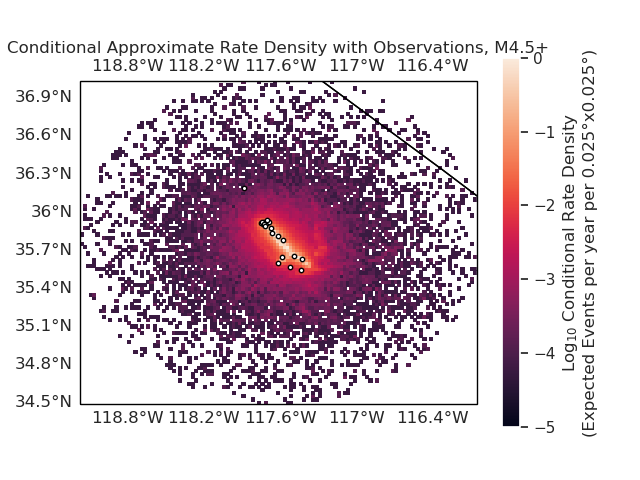 Conditional Approximate Rate Density with Observations, M4.5+
118.8°W 118.2°W 117.6°W 117°W 116.4°W
36.9°N
36.6°N
36.3°N
36°N
35.7°N
35.4°N
35.1°N
34.8°N
34.5°N
118.8°W 118.2°W 117.6°W 117°W 116.4°W
0
−1
−2
−3
−4
−5
Log₁₀ Conditional Rate Density
(Expected Events per year per 0.025°x0.025°)